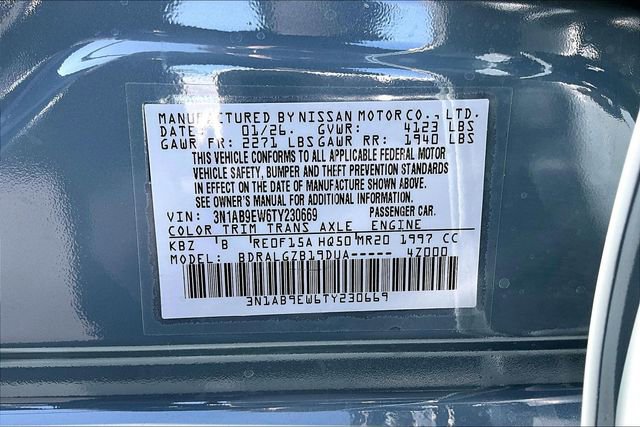 MANUFACTURED BY NISSAN MOTOR CO., LTD.
DATE: 01/26. GVWR: 4123 LBS
GAWR FR: 2271 LBS GAWR RR: 1940 LBS
THIS VEHICLE CONFORMS TO ALL APPLICABLE FEDERAL MOTOR
VEHICLE SAFETY, BUMPER AND THEFT PREVENTION STANDARDS
IN EFFECT ON THE DATE OF MANUFACTURE SHOWN ABOVE.
SEE OWNER'S MANUAL FOR ADDITIONAL INFORMATION.
VIN: 3N1AB9EW6TY230669 PASSENGER CAR.
COLOR TRIM TRANS AXLE ENGINE
KBZ B RE0F15A HQ50 MR20 1997 CC
MODEL: BDRALGZB19DUA----- 4Z000
3N1AB9EW6TY230669